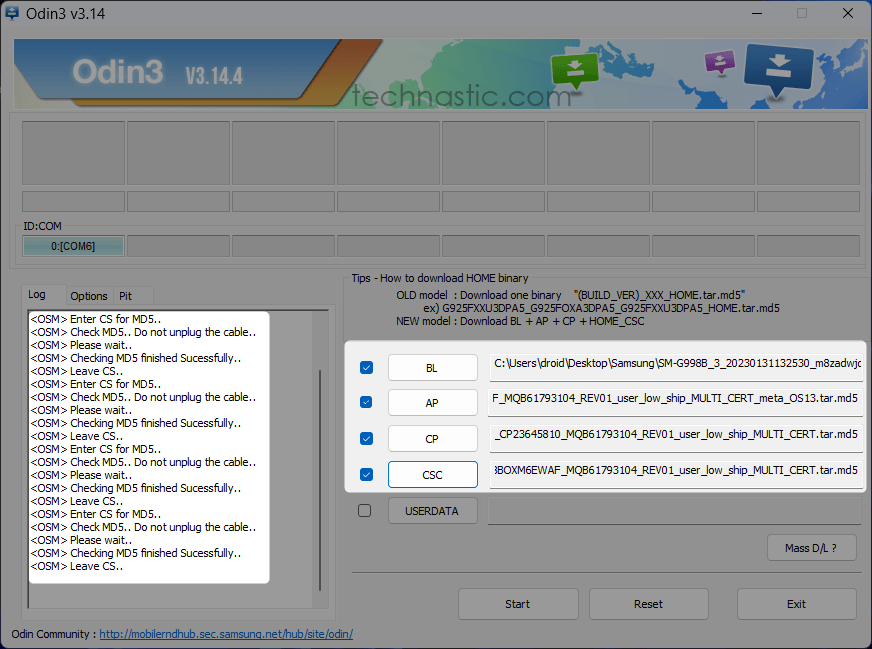 Odin3 v3.14
Odin3 V3.14.4
technastic.com
ID:COM
0:[COM6]
Log Options Pit
<OSM> Enter CS for MD5..
<OSM> Check MD5.. Do not unplug the cable..
<OSM> Please wait..
<OSM> Checking MD5 finished Sucessfully..
<OSM> Leave CS..
<OSM> Enter CS for MD5..
<OSM> Check MD5.. Do not unplug the cable..
<OSM> Please wait..
<OSM> Checking MD5 finished Sucessfully..
<OSM> Leave CS..
<OSM> Enter CS for MD5..
<OSM> Check MD5.. Do not unplug the cable..
<OSM> Please wait..
<OSM> Checking MD5 finished Sucessfully..
<OSM> Leave CS..
<OSM> Enter CS for MD5..
<OSM> Check MD5.. Do not unplug the cable..
<OSM> Please wait..
<OSM> Checking MD5 finished Sucessfully..
<OSM> Leave CS..
Tips - How to download HOME binary
OLD model : Download one binary "(BUILD_VER)_XXX_HOME.tar.md5"
ex) G925FXXU3DPA5_G925FOXA3DPA5_G925FXXU3DPA5_HOME.tar.md5
NEW model : Download BL + AP + CP + HOME_CSC
BL C:\Users\droid\Desktop\Samsung\SM-G998B_3_20230131132530_m8zadwjc
AP F_MQB61793104_REV01_user_low_ship_MULTI_CERT_meta_OS13.tar.md5
CP _CP23645810_MQB61793104_REV01_user_low_ship_MULTI_CERT.tar.md5
CSC 3BOXM6EWAF_MQB61793104_REV01_user_low_ship_MULTI_CERT.tar.md5
USERDATA
Mass D/L ?
Start Reset Exit
Odin Community : http://mobilerndhub.sec.samsung.net/hub/site/odin/